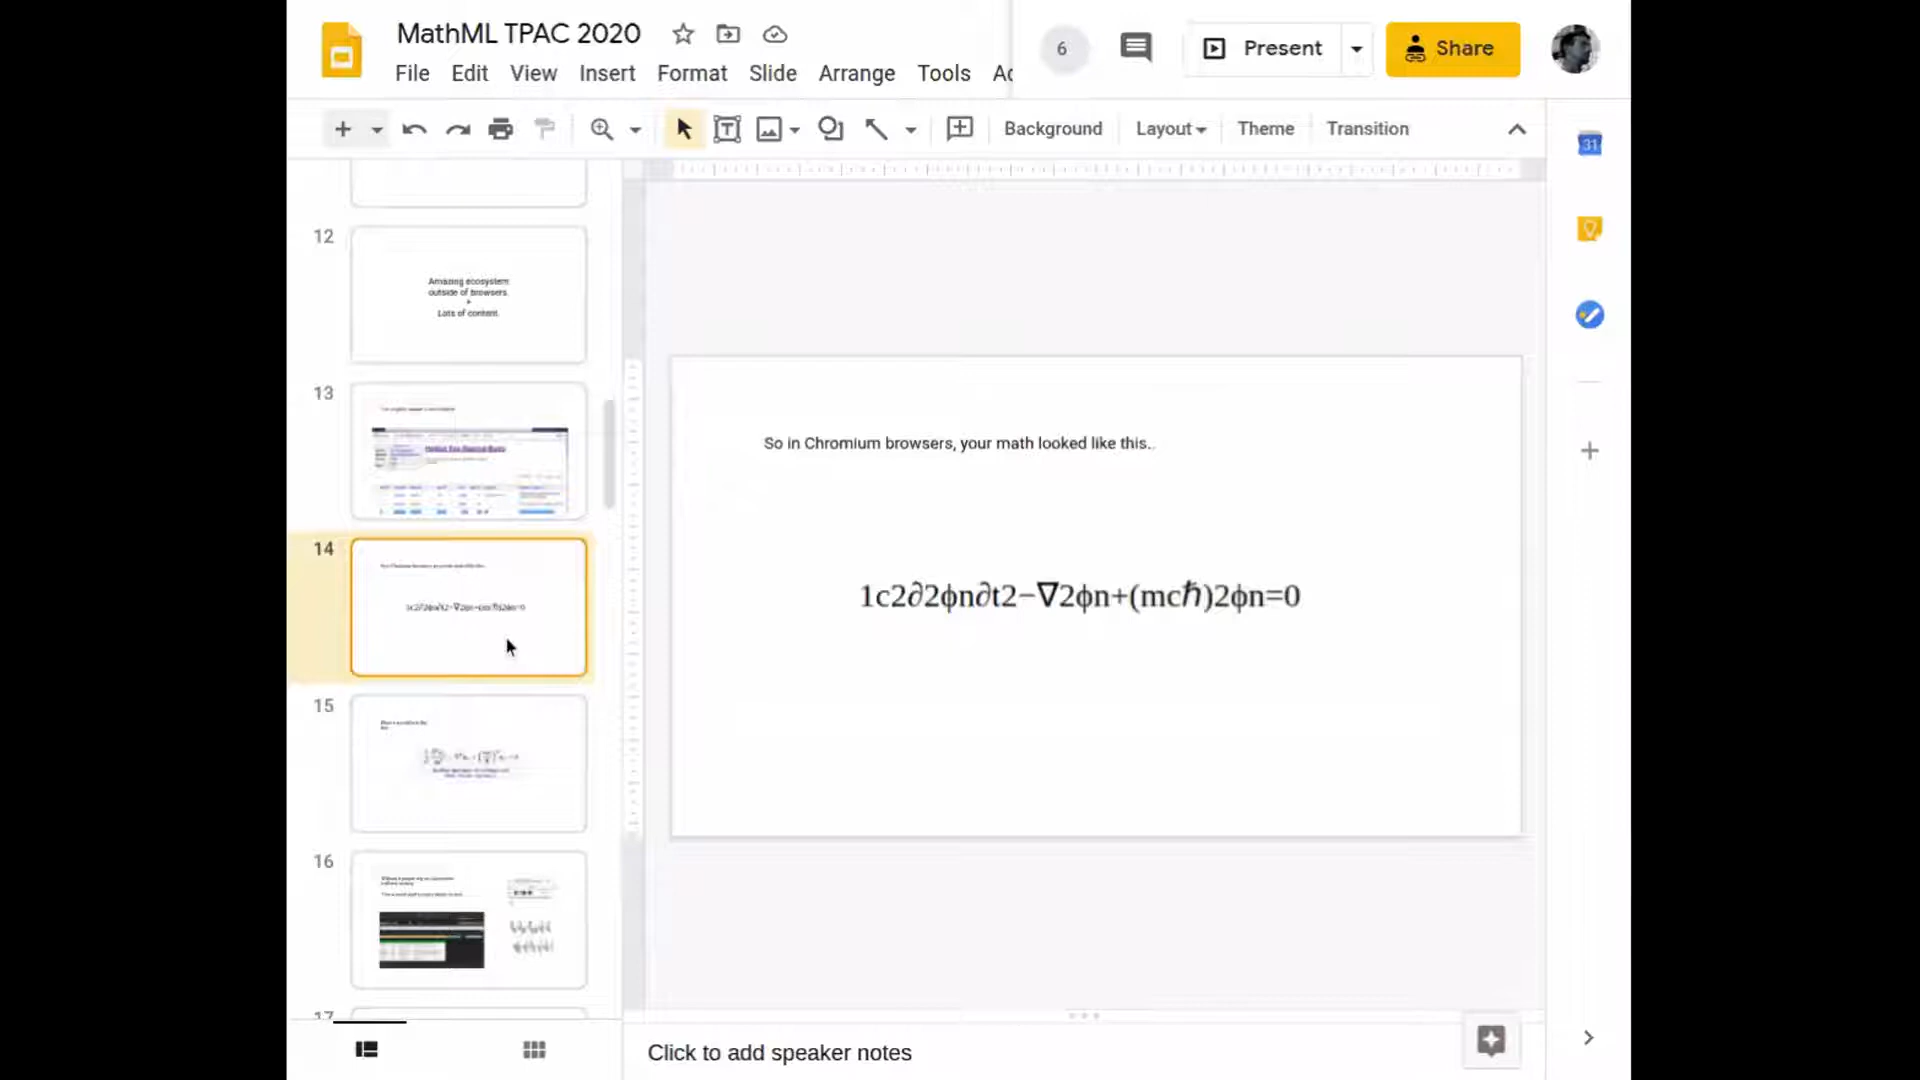 MathML TPAC 2020
File Edit View Insert Format Slide Arrange Tools
6
Present
Share
Background
Layout
Theme
Transition
31
12
Amazing ecosystem
outside of browsers.
+
Lots of content.
13
14
15
16
17
So in Chromium browsers, your math looked like this..
1c2∂2ϕn∂t2−∇2ϕn+(mcℏ)2ϕn=0
Click to add speaker notes